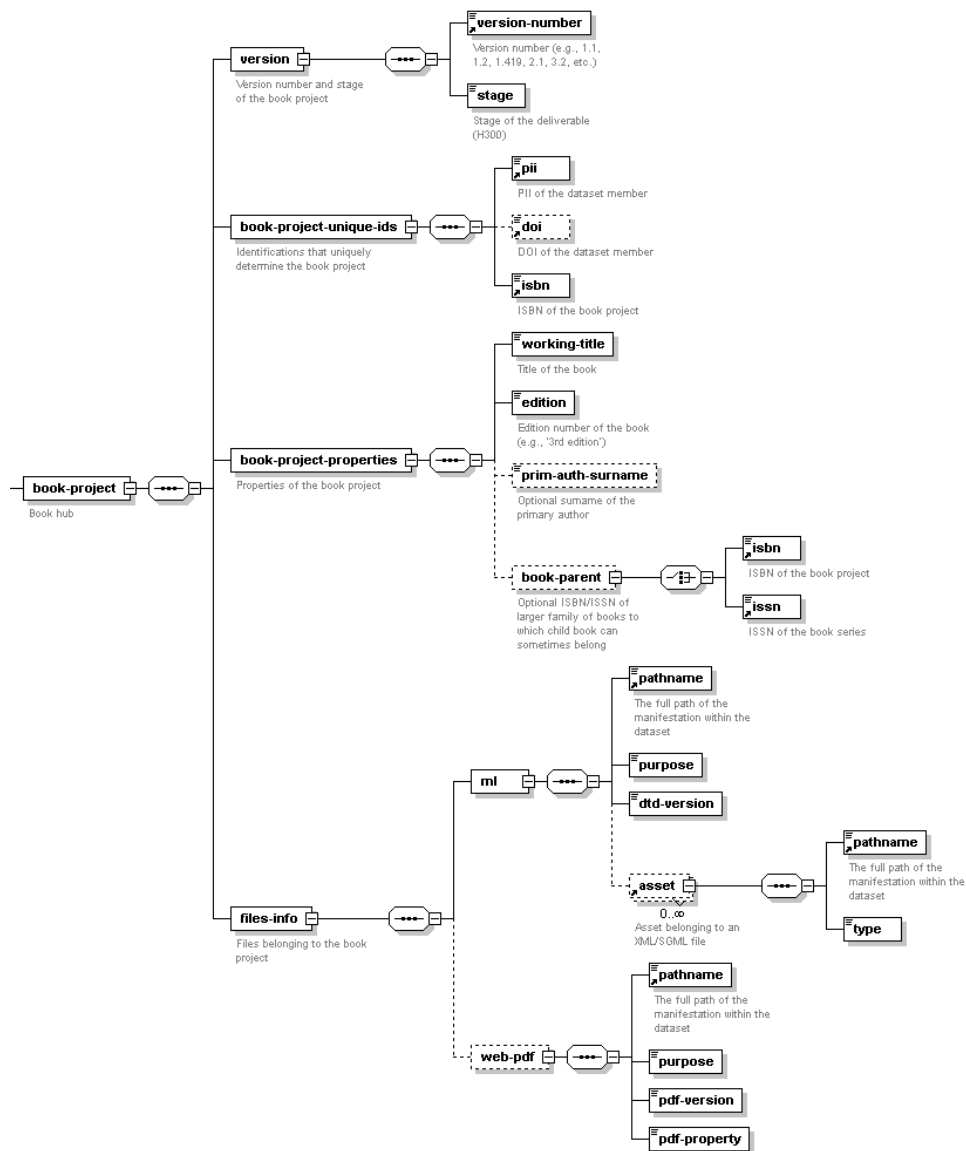 version-number
Version number (e.g., 1.1,
1.2, 1.419, 2.1, 3.2, etc.)
version
Version number and stage
of the book project
stage
Stage of the deliverable
(H300)
pii
PII of the dataset member
book-project-unique-ids
Identifications that uniquely
determine the book project
doi
DOI of the dataset member
isbn
ISBN of the book project
working-title
Title of the book
edition
Edition number of the book
(e.g., '3rd edition')
book-project-properties
Properties of the book project
prim-auth-surname
Optional surname of the
primary author
book-project
Book hub
book-parent
Optional ISBN/ISSN of
larger family of books to
which child book can
sometimes belong
isbn
ISBN of the book project
issn
ISSN of the book series
pathname
The full path of the
manifestation within the
dataset
ml
purpose
dtd-version
asset
0..∞
Asset belonging to an
XML/SGML file
pathname
The full path of the
manifestation within the
dataset
type
files-info
Files belonging to the book
project
pathname
The full path of the
manifestation within the
dataset
web-pdf
purpose
pdf-version
pdf-property